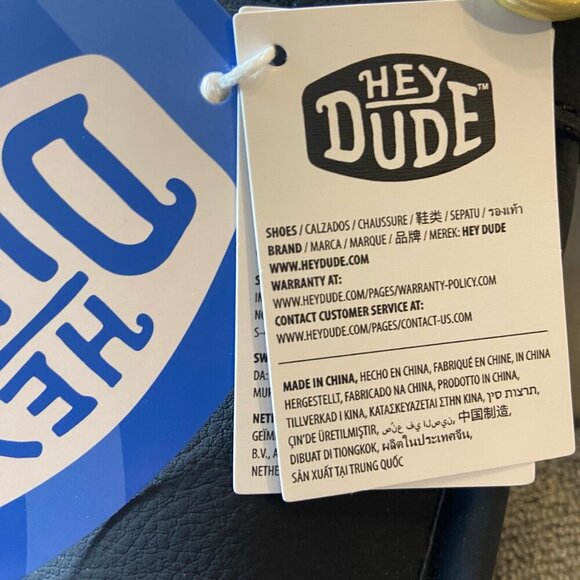 HEY
DUDE™
SHOES / CALZADOS / CHAUSSURE / 鞋类 / SEPATU / รองเท้า
BRAND / MARCA / MARQUE / 品牌 / MEREK: HEY DUDE
WWW.HEYDUDE.COM
WARRANTY AT:
WWW.HEYDUDE.COM/PAGES/WARRANTY-POLICY.COM
CONTACT CUSTOMER SERVICE AT:
WWW.HEYDUDE.COM/PAGES/CONTACT-US.COM
MADE IN CHINA, HECHO EN CHINA, FABRIQUÉ EN CHINE, IN CHINA
HERGESTELLT, FABRICADO NA CHINA, PRODOTTO IN CHINA,
TILLVERKAD I KINA, ΚΑΤΑΣΚΕΥΑΖΕΤΑΙ ΣΤΗΝ ΚΙΝΑ, תרצות סין,
ÇIN'DE ÜRETILMIŞTIR, صنع في الصين, 中国制造,
DIBUAT DI TIONGKOK, ผลิตในประเทศจีน,
SẢN XUẤT TẠI TRUNG QUỐC
HEY
NETHE
B.V., A